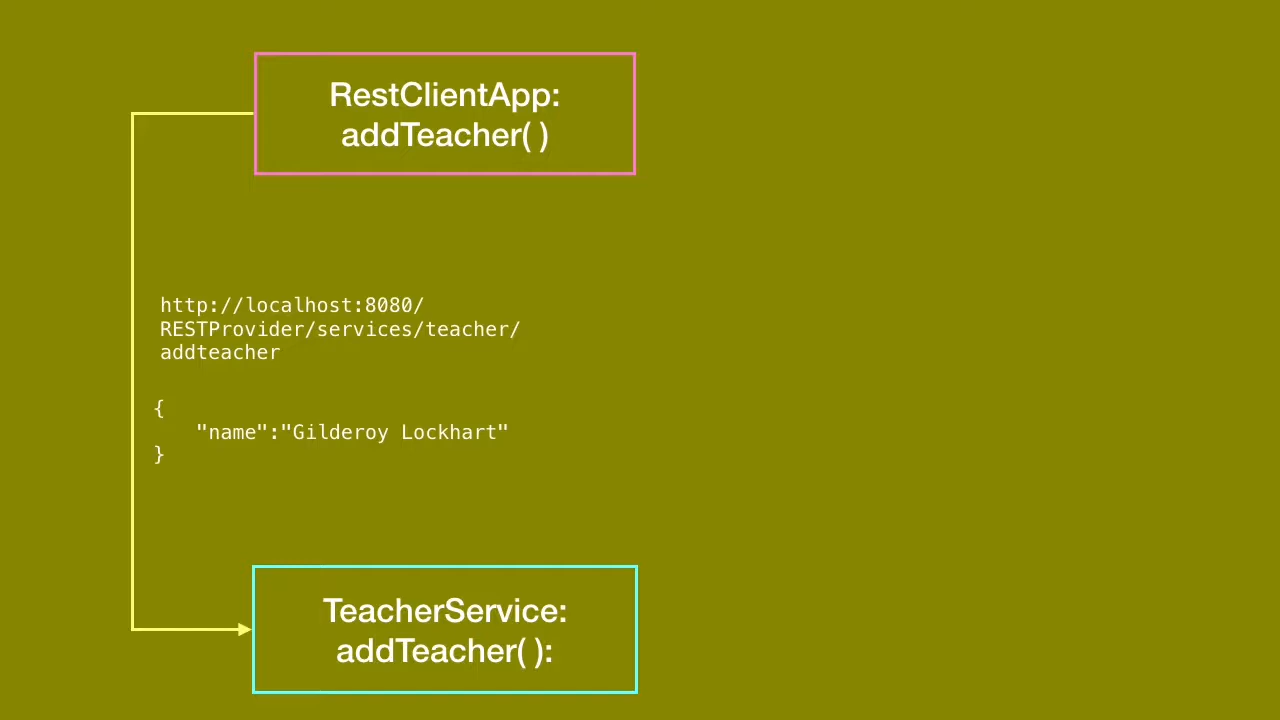 RestClientApp:
addTeacher( )
http://localhost:8080/
RESTProvider/services/teacher/
addteacher
{
"name":"Gilderoy Lockhart"
}
TeacherService:
addTeacher( ):